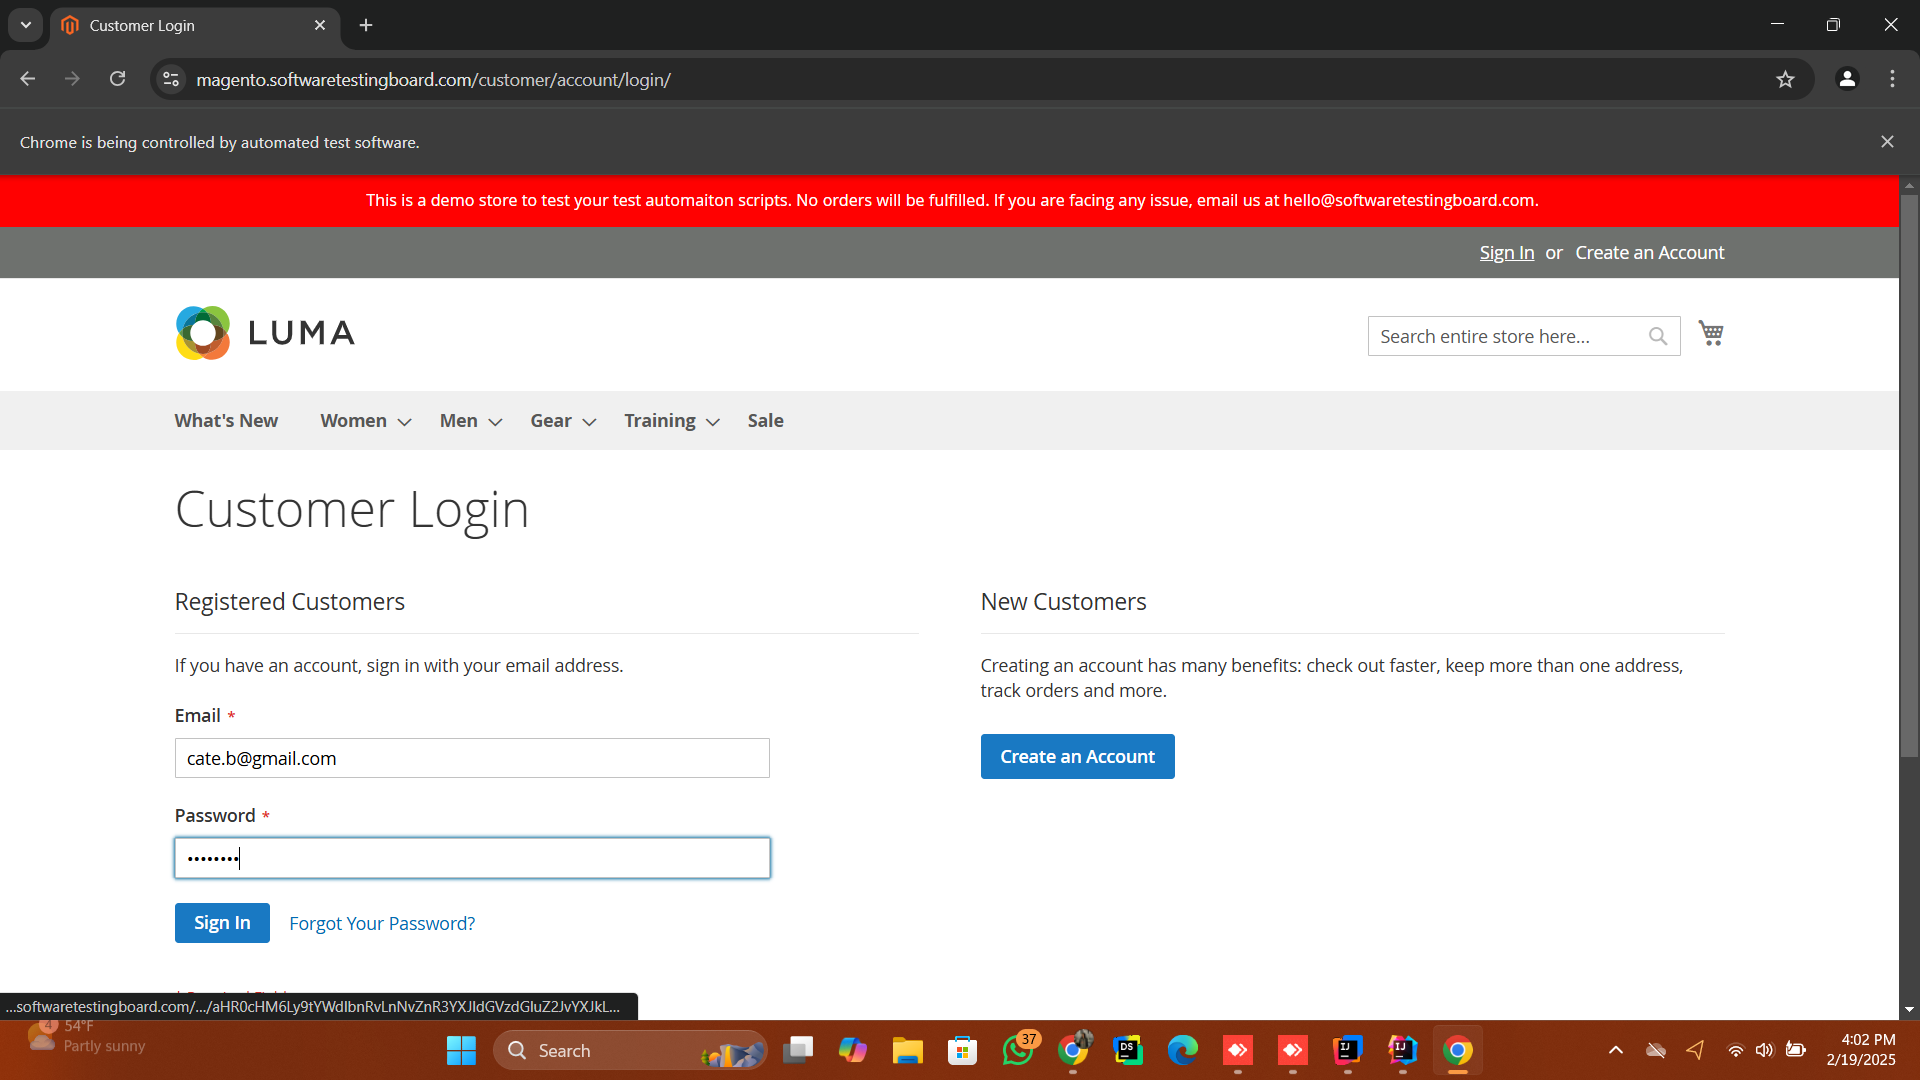 Customer Login
magento.softwaretestingboard.com/customer/account/login/
Chrome is being controlled by automated test software.
This is a demo store to test your test automaiton scripts. No orders will be fulfilled. If you are facing any issue, email us at hello@softwaretestingboard.com.
Sign In or Create an Account
LUMA
Search entire store here...
What's New Women Men Gear Training Sale
Customer Login
Registered Customers
If you have an account, sign in with your email address.
Email *
cate.b@gmail.com
Password *
••••••••
Sign In Forgot Your Password?
New Customers
Creating an account has many benefits: check out faster, keep more than one address,
track orders and more.
Create an Account
4
54°F
Partly sunny
Search
37
DS
IJ
IJ
4:02 PM
2/19/2025